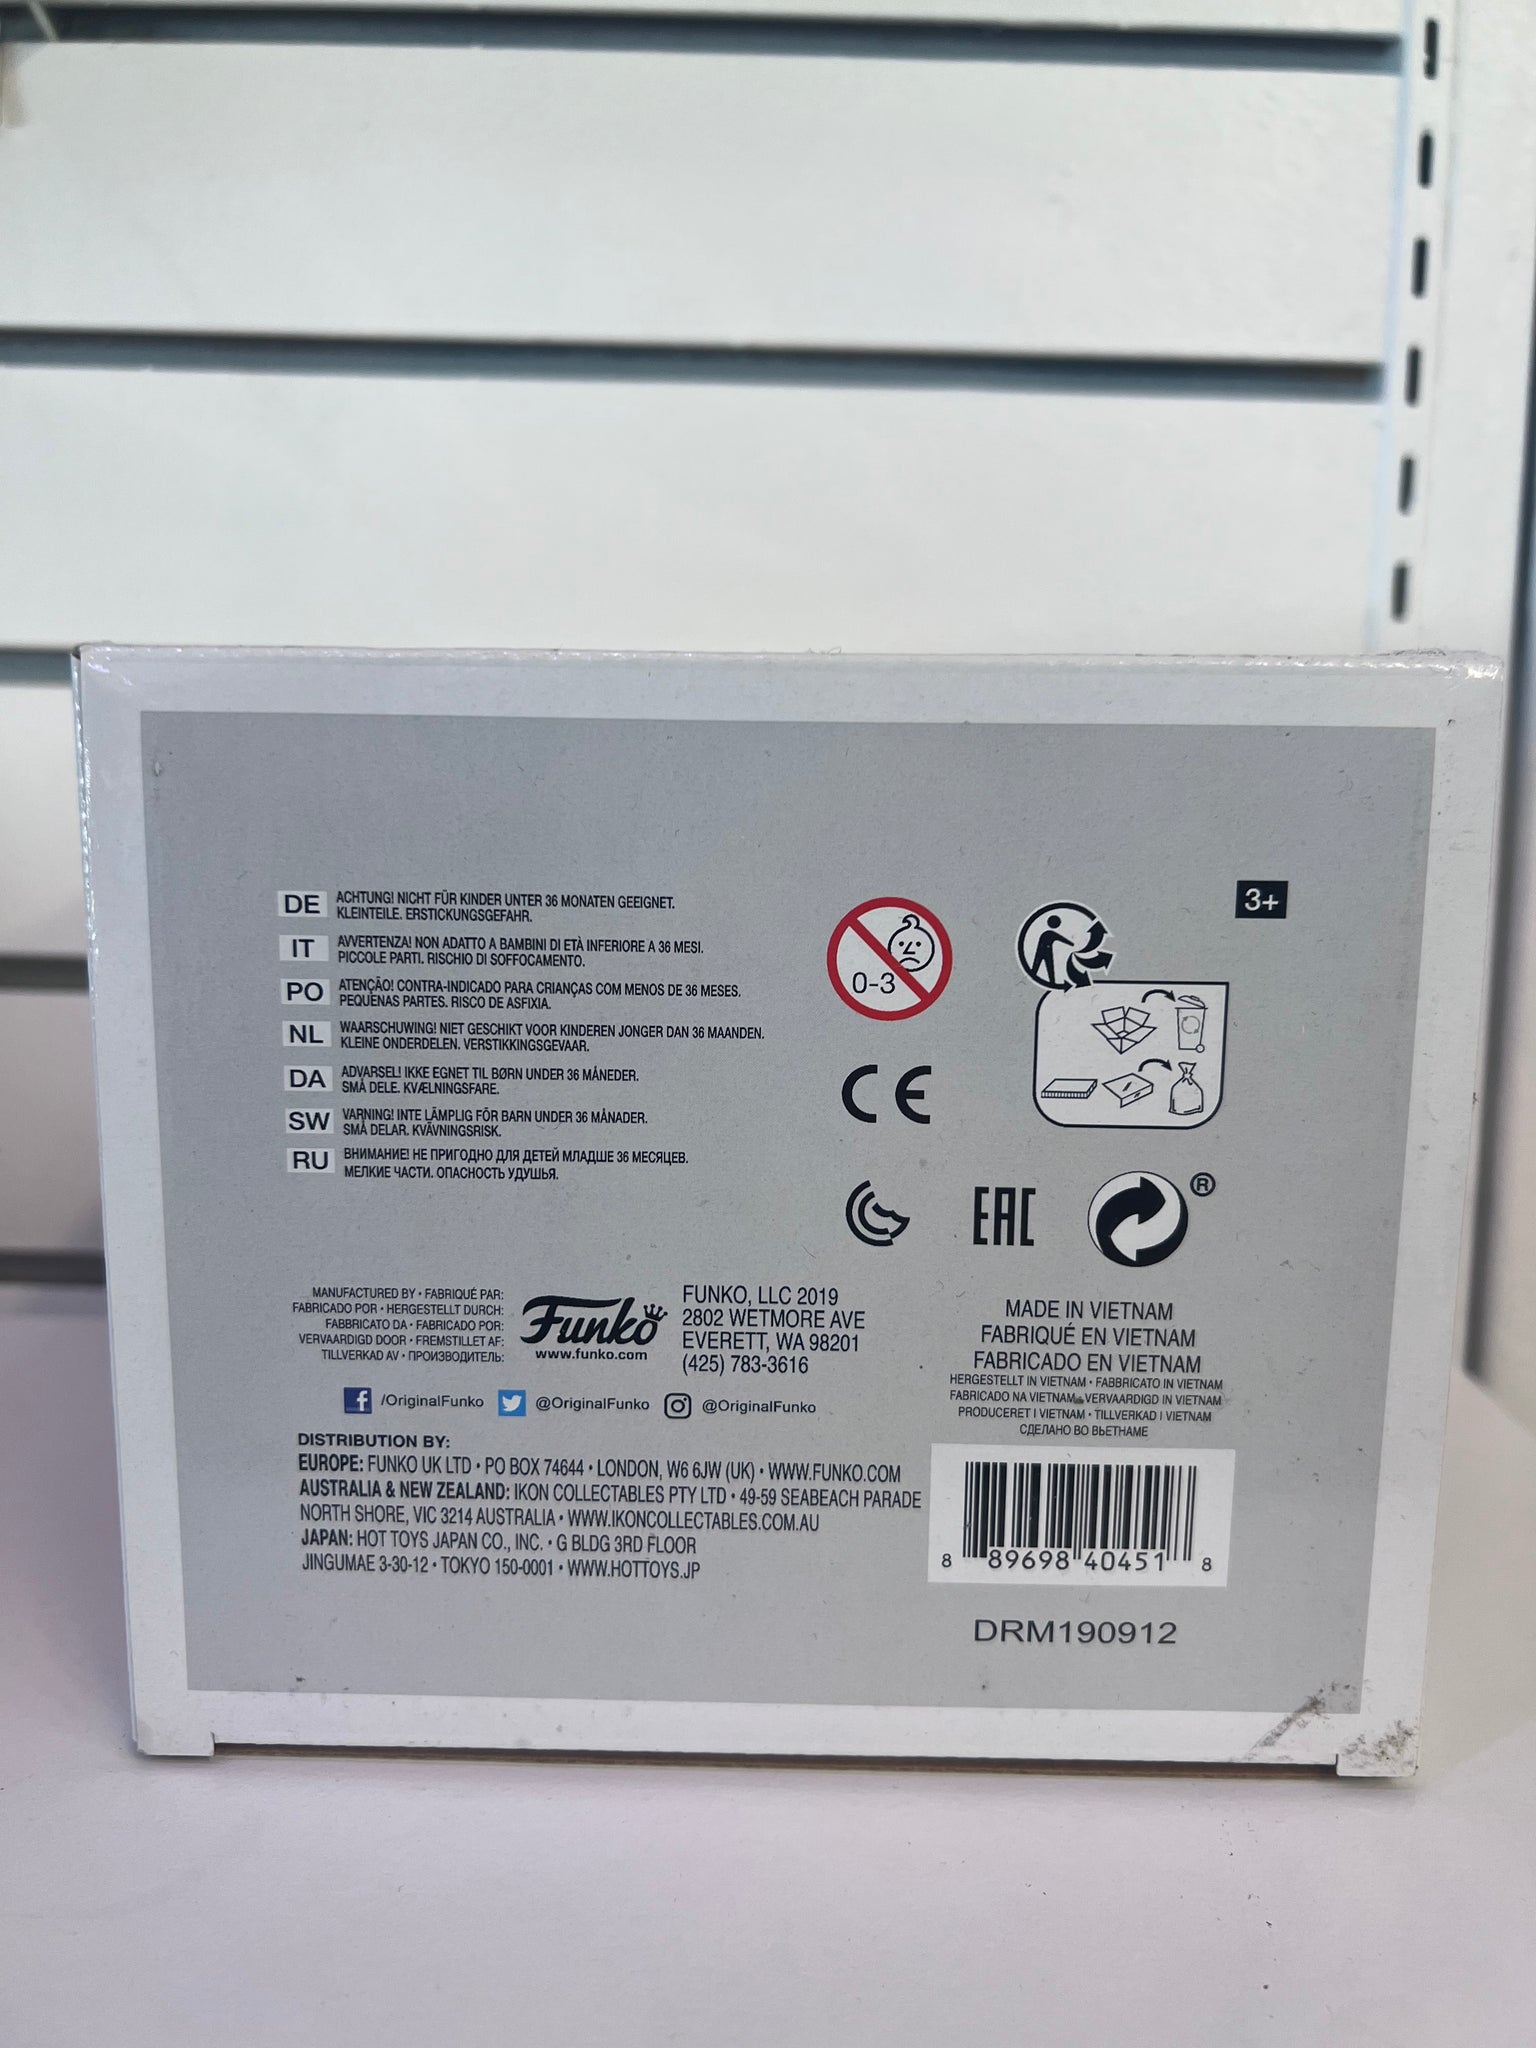 DE ACHTUNG! NICHT FÜR KINDER UNTER 36 MONATEN GEEIGNET.
KLEINTEILE. ERSTICKUNGSGEFAHR.
IT AVVERTENZA! NON ADATTO A BAMBINI DI ETÀ INFERIORE A 36 MESI.
PICCOLE PARTI. RISCHIO DI SOFFOCAMENTO.
PO ATENÇÃO! CONTRA-INDICADO PARA CRIANÇAS COM MENOS DE 36 MESES.
PEQUENAS PARTES. RISCO DE ASFIXIA.
NL WAARSCHUWING! NIET GESCHIKT VOOR KINDEREN JONGER DAN 36 MAANDEN.
KLEINE ONDERDELEN. VERSTIKKINGSGEVAAR.
DA ADVARSEL! IKKE EGNET TIL BØRN UNDER 36 MÅNEDER.
SMÅ DELE. KVÆLNINGSFARE.
SW VARNING! INTE LÄMPLIG FÖR BARN UNDER 36 MÅNADER.
SMÅ DELAR. KVÄVNINGSRISK.
RU ВНИМАНИЕ! НЕ ПРИГОДНО ДЛЯ ДЕТЕЙ МЛАДШЕ 36 МЕСЯЦЕВ.
МЕЛКИЕ ЧАСТИ. ОПАСНОСТЬ УДУШЬЯ.
0-3
3+
CE
EAC
®
MANUFACTURED BY • FABRIQUÉ PAR:
FABRICADO POR • HERGESTELLT DURCH:
FABBRICATO DA • FABRICADO POR:
VERVAARDIGD DOOR • FREMSTILLET AF:
TILLVERKAD AV • ПРОИЗВОДИТЕЛЬ:
Funko
www.funko.com
FUNKO, LLC 2019
2802 WETMORE AVE
EVERETT, WA 98201
(425) 783-3616
f /OriginalFunko @OriginalFunko @OriginalFunko
DISTRIBUTION BY:
EUROPE: FUNKO UK LTD • PO BOX 74644 • LONDON, W6 6JW (UK) • WWW.FUNKO.COM
AUSTRALIA & NEW ZEALAND: IKON COLLECTABLES PTY LTD • 49-59 SEABEACH PARADE
NORTH SHORE, VIC 3214 AUSTRALIA • WWW.IKONCOLLECTABLES.COM.AU
JAPAN: HOT TOYS JAPAN CO., INC. • G BLDG 3RD FLOOR
JINGUMAE 3-30-12 • TOKYO 150-0001 • WWW.HOTTOYS.JP
MADE IN VIETNAM
FABRIQUÉ EN VIETNAM
FABRICADO EN VIETNAM
HERGESTELLT IN VIETNAM • FABBRICATO IN VIETNAM
FABRICADO NA VIETNAM • VERVAARDIGD IN VIETNAM
PRODUCERET I VIETNAM • TILLVERKAD I VIETNAM
СДЕЛАНО ВО ВЬЕТНАМЕ
8 89698 40451 8
DRM190912